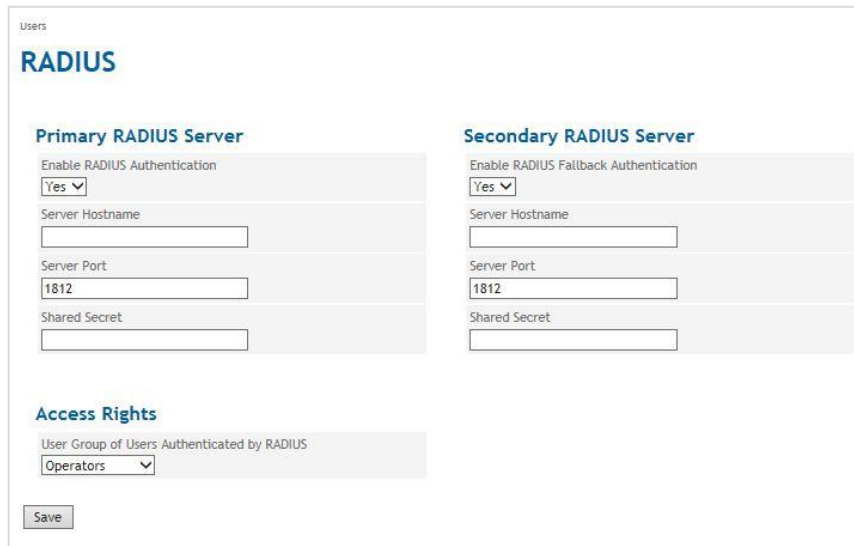 Users
RADIUS
Primary RADIUS Server
Enable RADIUS Authentication
Yes
Server Hostname
Server Port
1812
Shared Secret
Secondary RADIUS Server
Enable RADIUS Fallback Authentication
Yes
Server Hostname
Server Port
1812
Shared Secret
Access Rights
User Group of Users Authenticated by RADIUS
Operators
Save